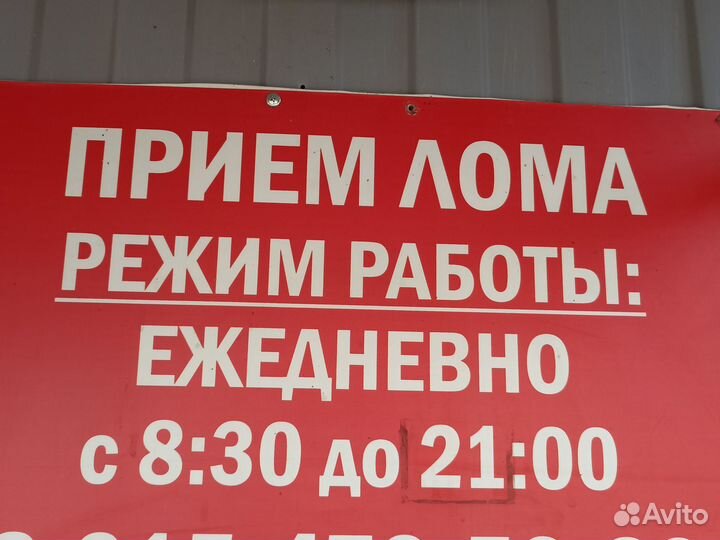 ПРИЕМ ЛОМА
РЕЖИМ РАБОТЫ:
ЕЖЕДНЕВНО
с 8:30 до 21:00
Avito